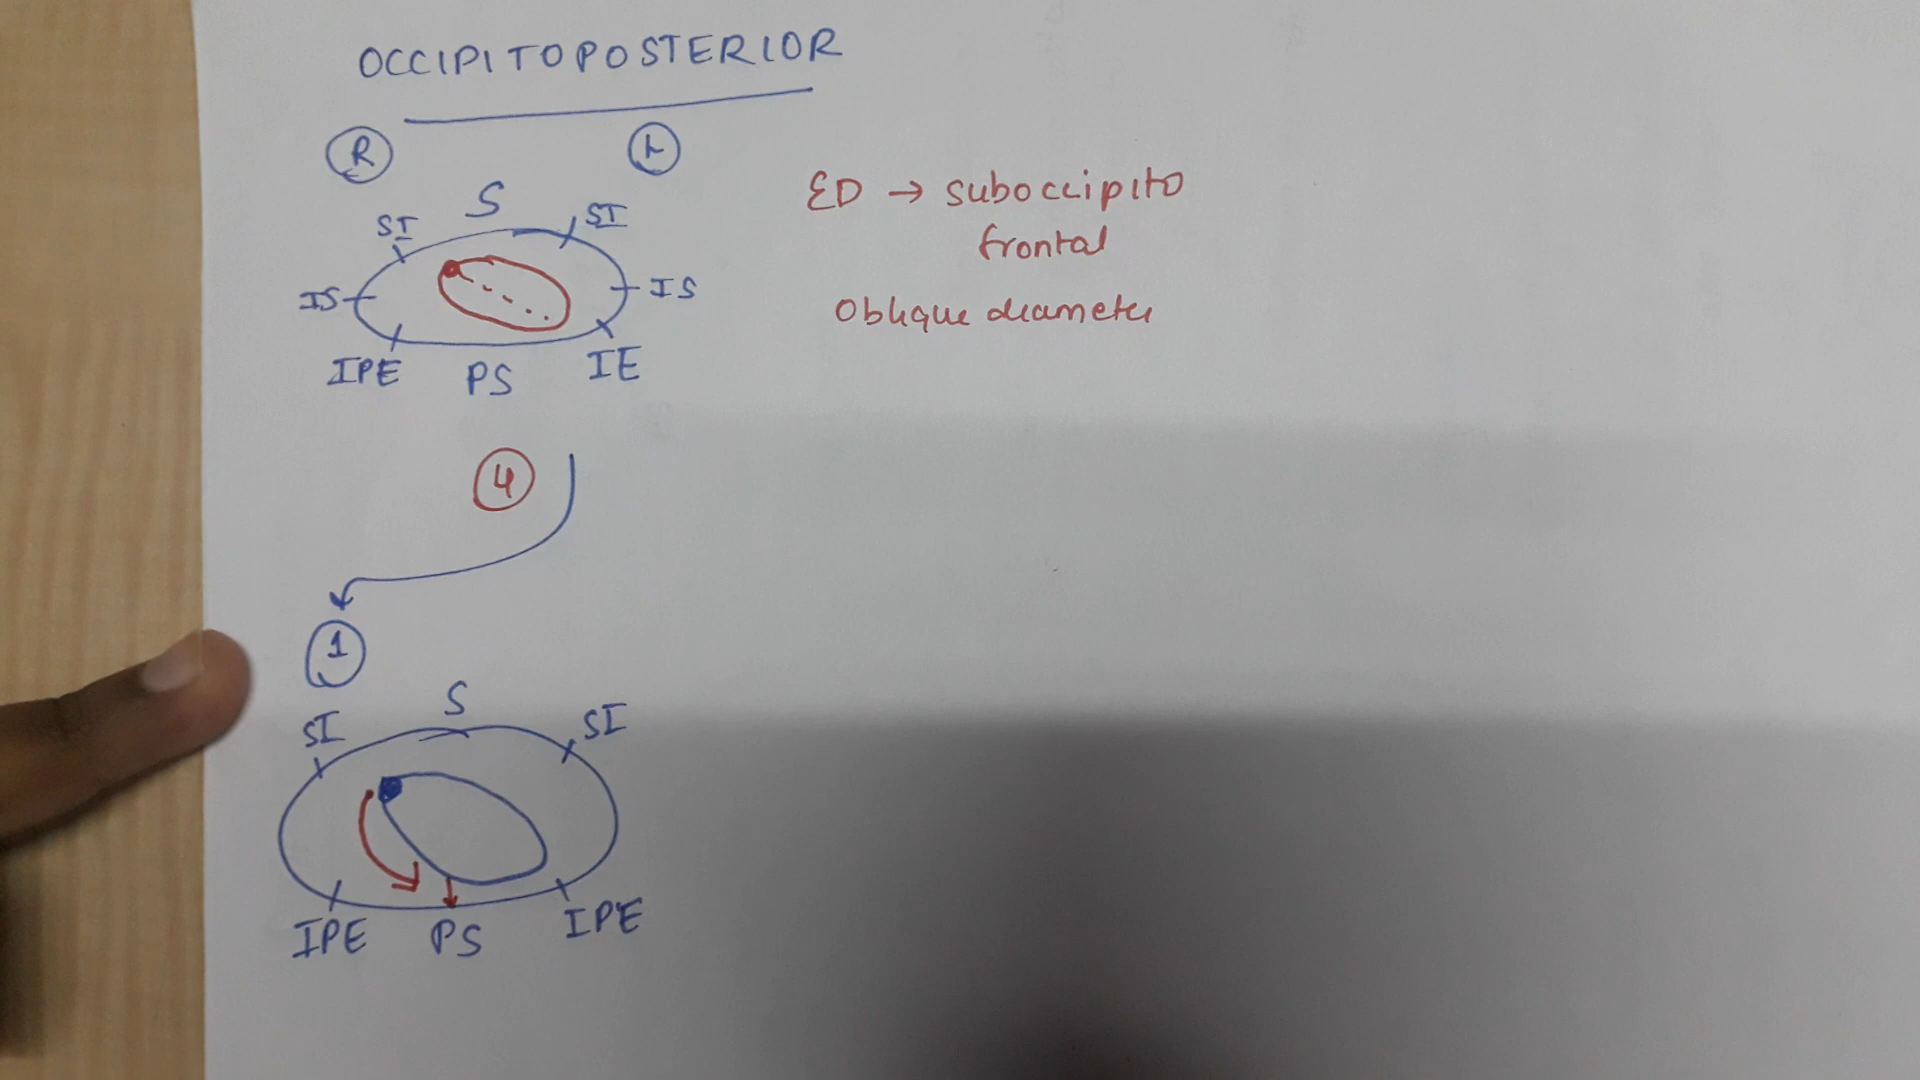 OCCIPITOPOSTERIOR
R L
S
SI SI
IS IS
IPE PS IE
ED → suboccipito
frontal
Oblique diameter
4
1
S
SI SI
IPE PS IPE